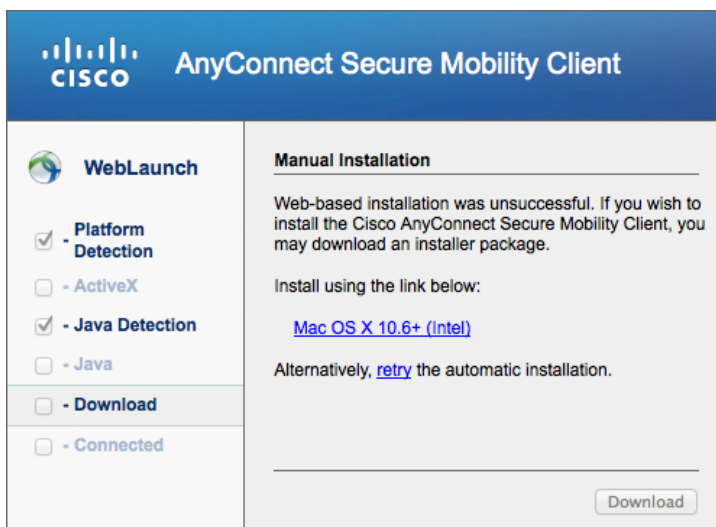 CISCO
AnyConnect Secure Mobility Client
WebLaunch
- Platform
Detection
- ActiveX
- Java Detection
- Java
- Download
- Connected
Manual Installation
Web-based installation was unsuccessful. If you wish to
install the Cisco AnyConnect Secure Mobility Client, you
may download an installer package.
Install using the link below:
Mac OS X 10.6+ (Intel)
Alternatively, retry the automatic installation.
Download